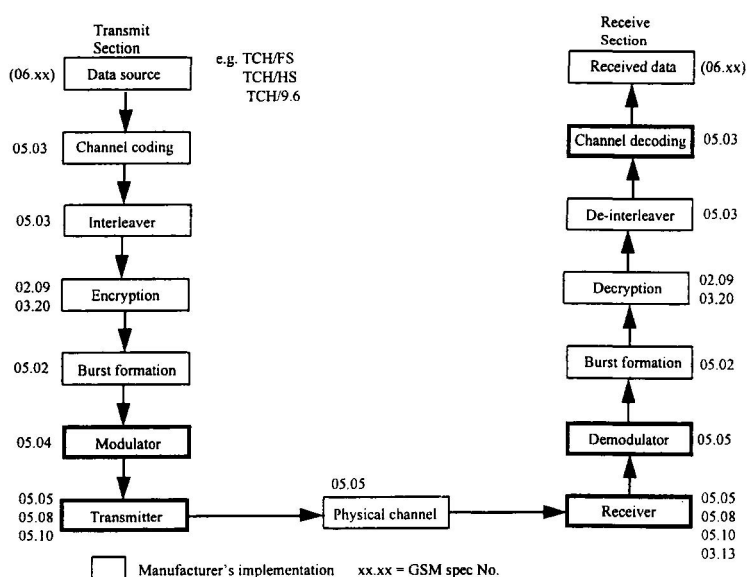 Transmit
Section
Receive
Section
(06.xx) Data source
e.g. TCH/FS
TCH/HS
TCH/9.6
Received data (06.xx)
05.03 Channel coding
Channel decoding 05.03
05.03 Interleaver
De-interleaver 05.03
02.09
03.20
Encryption
Decryption
02.09
03.20
05.02 Burst formation
Burst formation 05.02
05.04 Modulator
Demodulator 05.05
05.05
05.08
05.10
Transmitter
05.05
Physical channel
Receiver
05.05
05.08
05.10
03.13
Manufacturer's implementation xx.xx = GSM spec No.